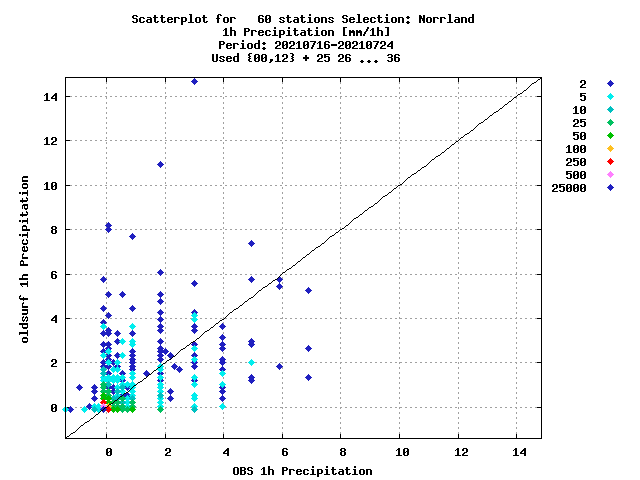 Scatterplot for 60 stations Selection: Norrland
1h Precipitation [mm/1h]
Period: 20210716-20210724
Used {00,12} + 25 26 ... 36
2
5
10
25
50
100
250
500
25000
oldsurf 1h Precipitation
14
12
10
8
6
4
2
0
0 2 4 6 8 10 12 14
OBS 1h Precipitation